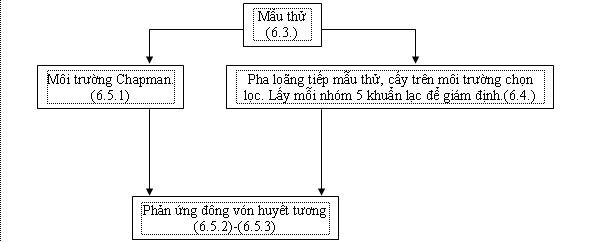 Mẫu thử
(6.3.)
Môi trường Chapman.
(6.5.1)
Pha loãng tiếp mẫu thử, cấy trên môi trường chọn
lọc. Lấy mỗi nhóm 5 khuẩn lạc để giám định.(6.4.)
Phản ứng đông vón huyết tương
(6.5.2)-(6.5.3)